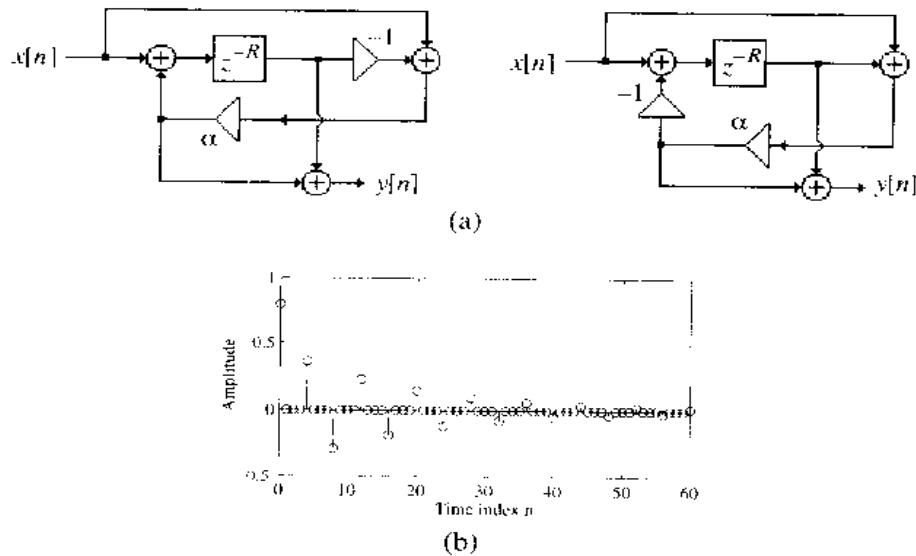 -1
x[n]
z^{-R}
α
y[n]
x[n]
z^{-R}
-1
α
y[n]
(a)
1
0.5
Amplitude
0
0.5
0 10 20 30 40 50 60
Time index n
(b)